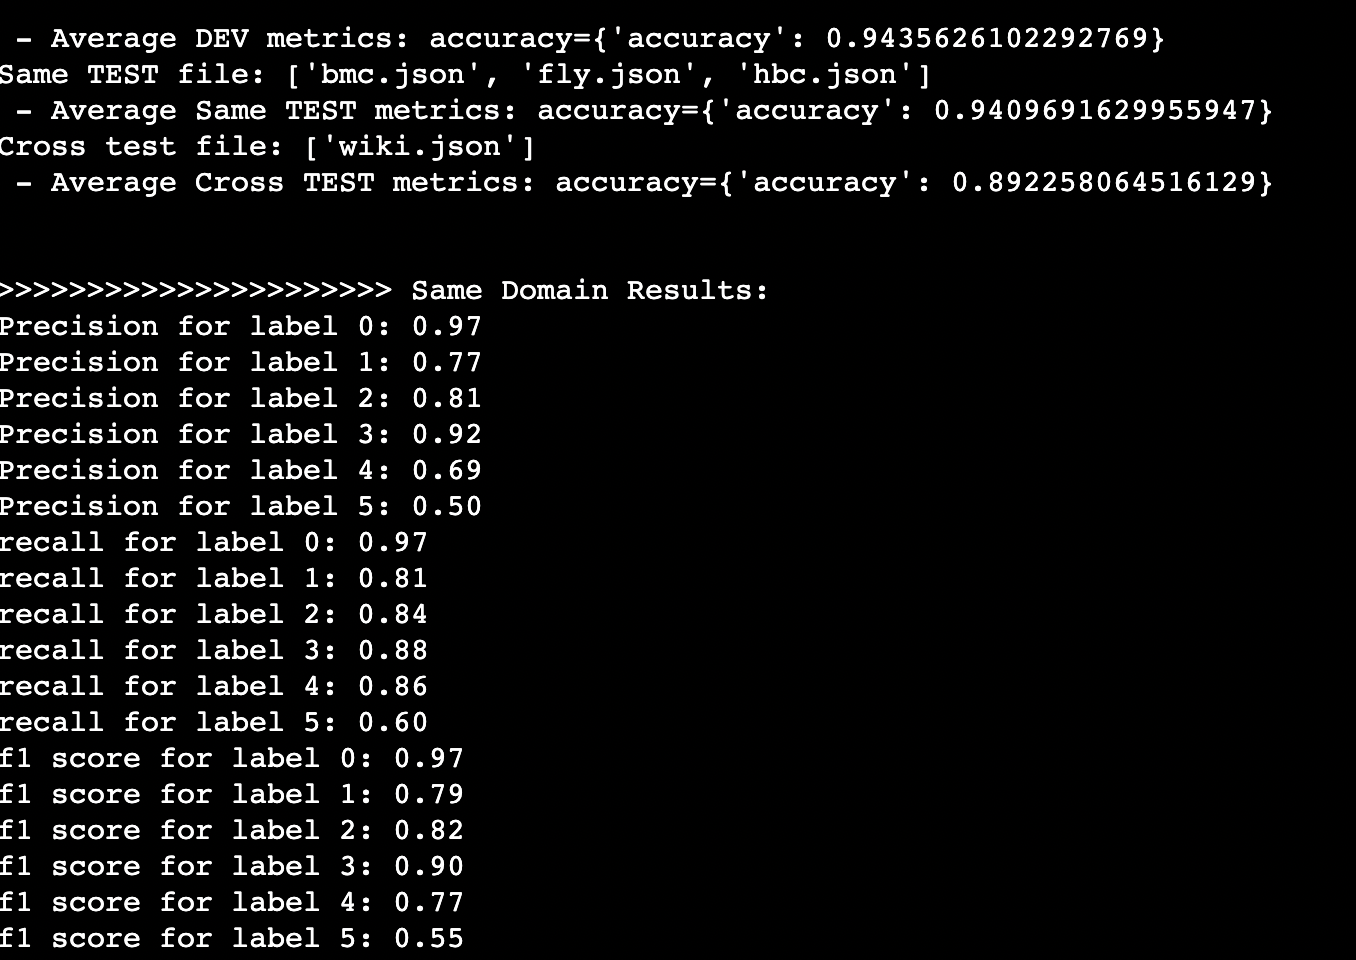 - Average DEV metrics: accuracy={'accuracy': 0.9435626102292769}
Same TEST file: ['bmc.json', 'fly.json', 'hbc.json']
- Average Same TEST metrics: accuracy={'accuracy': 0.9409691629955947}
Cross test file: ['wiki.json']
- Average Cross TEST metrics: accuracy={'accuracy': 0.892258064516129}
>>>>>>>>>>>>>>>>>>>>>> Same Domain Results:
Precision for label 0: 0.97
Precision for label 1: 0.77
Precision for label 2: 0.81
Precision for label 3: 0.92
Precision for label 4: 0.69
Precision for label 5: 0.50
recall for label 0: 0.97
recall for label 1: 0.81
recall for label 2: 0.84
recall for label 3: 0.88
recall for label 4: 0.86
recall for label 5: 0.60
f1 score for label 0: 0.97
f1 score for label 1: 0.79
f1 score for label 2: 0.82
f1 score for label 3: 0.90
f1 score for label 4: 0.77
f1 score for label 5: 0.55